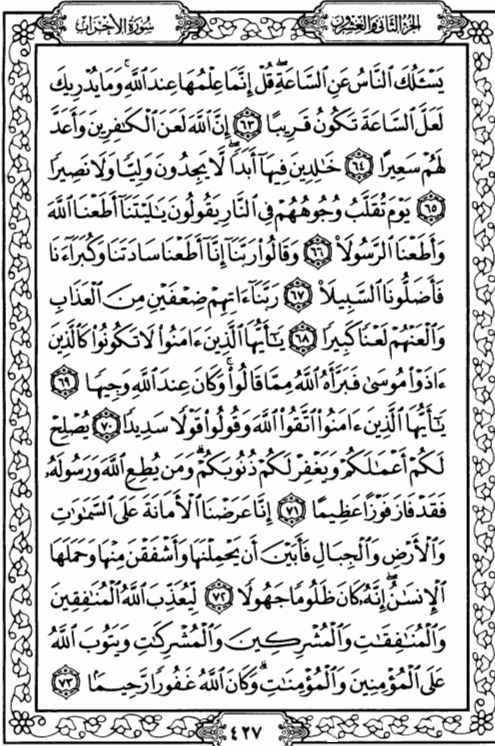 الجزء الثاني والعشرون
سورة الأحزاب
يَسْـَٔلُكَ ٱلنَّاسُ عَنِ ٱلسَّاعَةِۖ قُلْ إِنَّمَا عِلْمُهَا عِندَ ٱللَّهِۚ وَمَا يُدْرِيكَ
لَعَلَّ ٱلسَّاعَةَ تَكُونُ قَرِيبًا ٦٣ إِنَّ ٱللَّهَ لَعَنَ ٱلْكَٰفِرِينَ وَأَعَدَّ
لَهُمْ سَعِيرًا ٦٤ خَٰلِدِينَ فِيهَآ أَبَدًاۖ لَّا يَجِدُونَ وَلِيًّا وَلَا نَصِيرًا
٦٥ يَوْمَ تُقَلَّبُ وُجُوهُهُمْ فِى ٱلنَّارِ يَقُولُونَ يَٰلَيْتَنَآ أَطَعْنَا ٱللَّهَ
وَأَطَعْنَا ٱلرَّسُولَا۠ ٦٦ وَقَالُوا۟ رَبَّنَآ إِنَّآ أَطَعْنَا سَادَتَنَا وَكُبَرَآءَنَا
فَأَضَلُّونَا ٱلسَّبِيلَا۠ ٦٧ رَبَّنَآ ءَاتِهِمْ ضِعْفَيْنِ مِنَ ٱلْعَذَابِ
وَٱلْعَنْهُمْ لَعْنًا كَبِيرًا ٦٨ يَٰٓأَيُّهَا ٱلَّذِينَ ءَامَنُوا۟ لَا تَكُونُوا۟ كَٱلَّذِينَ
ءَاذَوْا۟ مُوسَىٰ فَبَرَّأَهُ ٱللَّهُ مِمَّا قَالُوا۟ۚ وَكَانَ عِندَ ٱللَّهِ وَجِيهًا ٦٩
يَٰٓأَيُّهَا ٱلَّذِينَ ءَامَنُوا۟ ٱتَّقُوا۟ ٱللَّهَ وَقُولُوا۟ قَوْلًا سَدِيدًا ٧٠ يُصْلِحْ
لَكُمْ أَعْمَٰلَكُمْ وَيَغْفِرْ لَكُمْ ذُنُوبَكُمْۗ وَمَن يُطِعِ ٱللَّهَ وَرَسُولَهُۥ
فَقَدْ فَازَ فَوْزًا عَظِيمًا ٧١ إِنَّا عَرَضْنَا ٱلْأَمَانَةَ عَلَى ٱلسَّمَٰوَٰتِ
وَٱلْأَرْضِ وَٱلْجِبَالِ فَأَبَيْنَ أَن يَحْمِلْنَهَا وَأَشْفَقْنَ مِنْهَا وَحَمَلَهَا
ٱلْإِنسَٰنُۖ إِنَّهُۥ كَانَ ظَلُومًا جَهُولًا ٧٢ لِّيُعَذِّبَ ٱللَّهُ ٱلْمُنَٰفِقِينَ
وَٱلْمُنَٰفِقَٰتِ وَٱلْمُشْرِكِينَ وَٱلْمُشْرِكَٰتِ وَيَتُوبَ ٱللَّهُ
عَلَى ٱلْمُؤْمِنِينَ وَٱلْمُؤْمِنَٰتِۗ وَكَانَ ٱللَّهُ غَفُورًا رَّحِيمًا ٧٣
٤٢٧